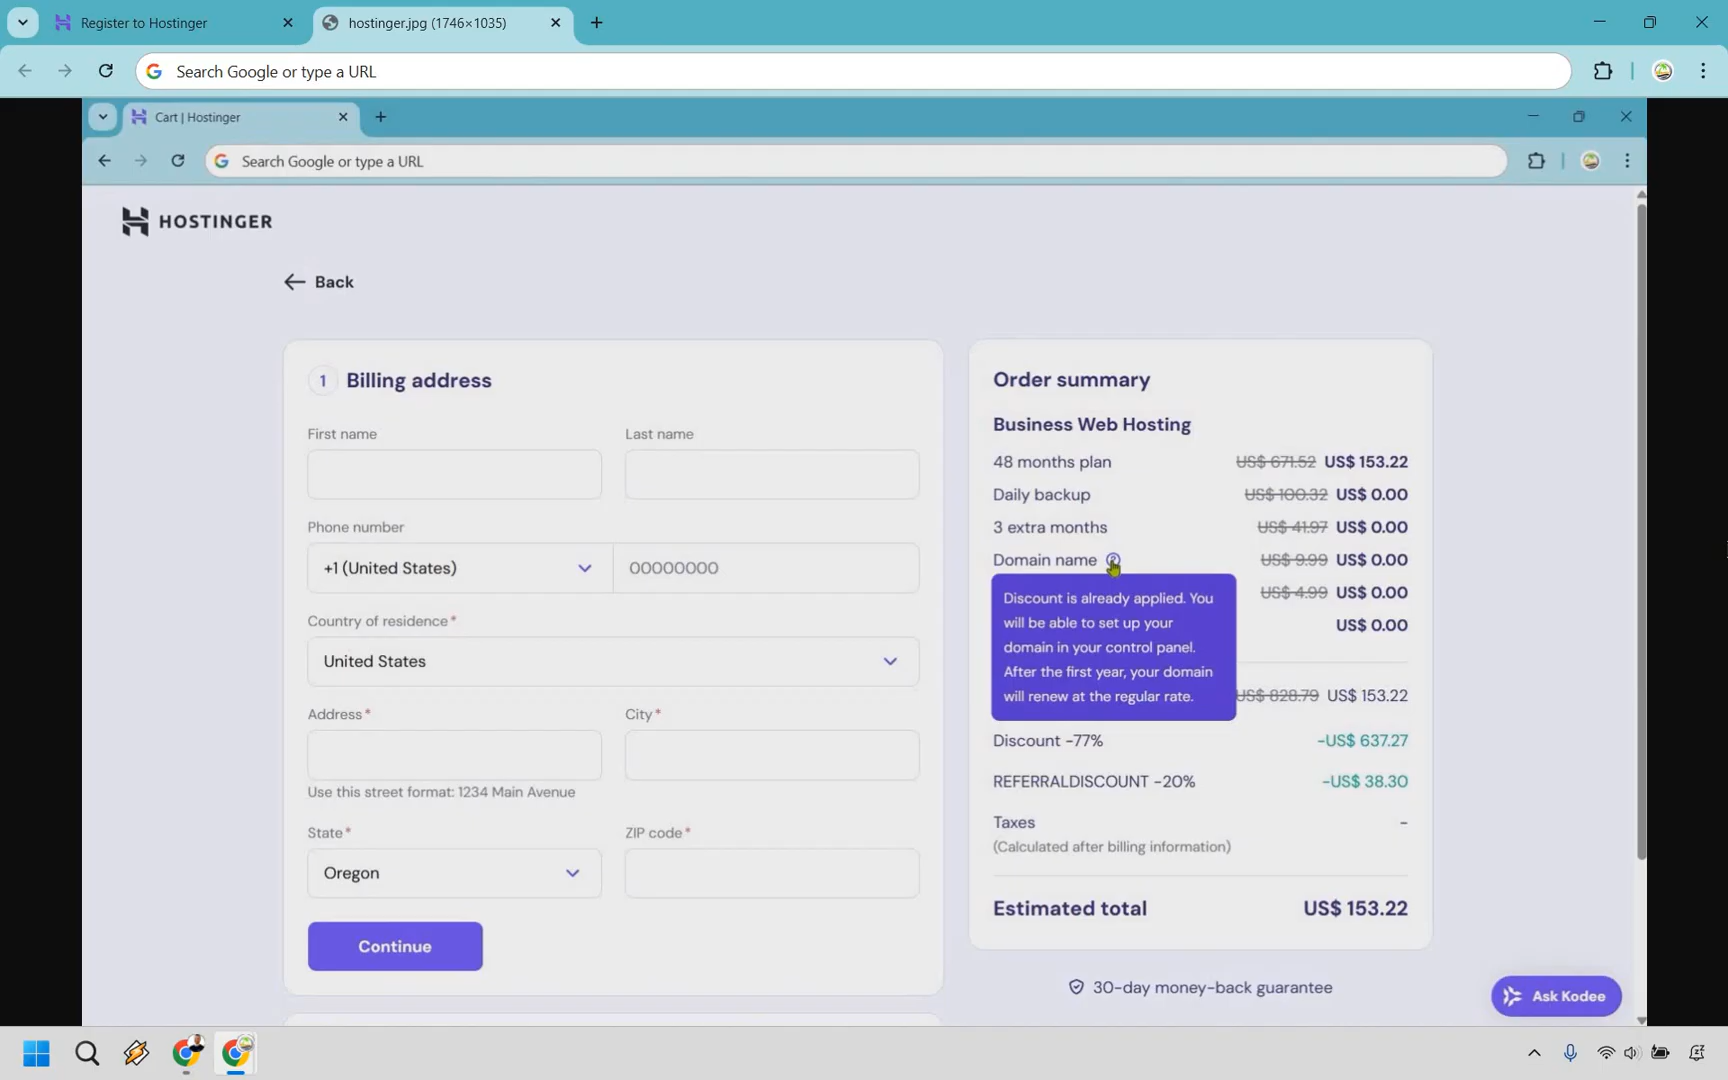 Register to Hostinger
hostinger.jpg (1746×1035)
Search Google or type a URL
Cart | Hostinger
Search Google or type a URL
HOSTINGER
Back
1 Billing address
First name
Last name
Phone number
+1 (United States)
00000000
Country of residence*
United States
Address*
City*
Use this street format: 1234 Main Avenue
State*
ZIP code*
Oregon
Continue
Order summary
Business Web Hosting
48 months plan US$ 671.52 US$ 153.22
Daily backup US$ 100.32 US$ 0.00
3 extra months US$ 41.97 US$ 0.00
Domain name US$ 9.99 US$ 0.00
US$ 4.99 US$ 0.00
US$ 0.00
Discount is already applied. You
will be able to set up your
domain in your control panel.
After the first year, your domain
will renew at the regular rate.
US$ 828.79 US$ 153.22
Discount -77% -US$ 637.27
REFERRALDISCOUNT -20% -US$ 38.30
Taxes -
(Calculated after billing information)
Estimated total US$ 153.22
30-day money-back guarantee
Ask Kodee